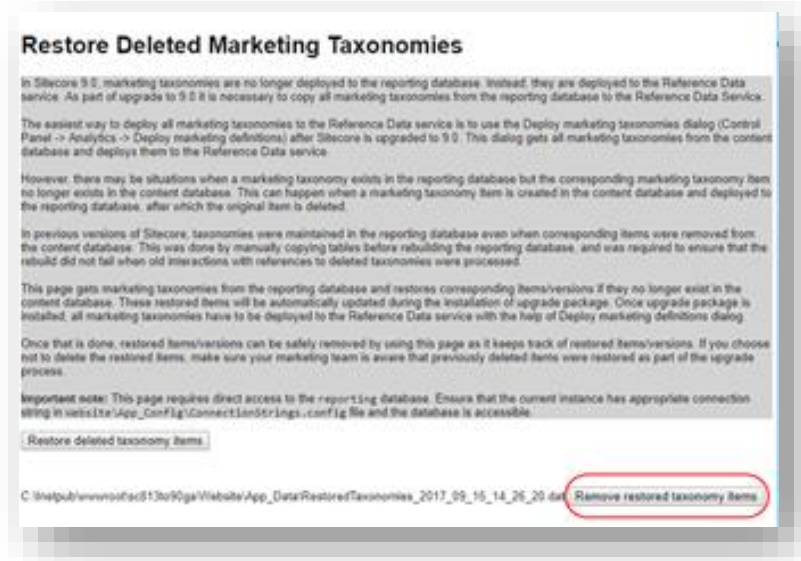 Restore Deleted Marketing Taxonomies
In Sitecore 9.0, marketing taxonomies are no longer deployed to the reporting database. Instead, they are deployed to the Reference Data
service. As part of upgrade to 9.0 it is necessary to copy all marketing taxonomies from the reporting database to the Reference Data Service.
The easiest way to deploy all marketing taxonomies to the Reference Data service is to use the Deploy marketing taxonomies dialog (Control
Panel -> Analytics -> Deploy marketing definitions) after Sitecore is upgraded to 9.0. This dialog gets all marketing taxonomies from the content
database and deploys them to the Reference Data service.
However, there may be situations when a marketing taxonomy exists in the reporting database but the corresponding marketing taxonomy item
no longer exists in the content database. This can happen when a marketing taxonomy item is created in the content database and deployed to
the reporting database, after which the original item is deleted.
In previous versions of Sitecore, taxonomies were maintained in the reporting database even when corresponding items were removed from
the content database. This was done by manually copying tables before rebuilding the reporting database, and was required to ensure that the
rebuild did not fail when old interactions with references to deleted taxonomies were processed.
This page gets marketing taxonomies from the reporting database and restores corresponding items/versions if they no longer exist in the
content database. These restored items will be automatically updated during the installation of upgrade package. Once upgrade package is
installed, all marketing taxonomies have to be deployed to the Reference Data service with the help of Deploy marketing definitions dialog.
Once that is done, restored items/versions can be safely removed by using this page as it keeps track of restored items/versions. If you choose
not to delete the restored items, make sure your marketing team is aware that previously deleted items were restored as part of the upgrade
process.
Important note: This page requires direct access to the reporting database. Ensure that the current instance has appropriate connection
string in website\App_Config\ConnectionStrings.config file and the database is accessible.
Restore deleted taxonomy items
C:\Inetpub\wwwroot\sc813to90ga\Website\App_Data\RestoredTaxonomies_2017_09_15_14_26_20.dat Remove restored taxonomy items